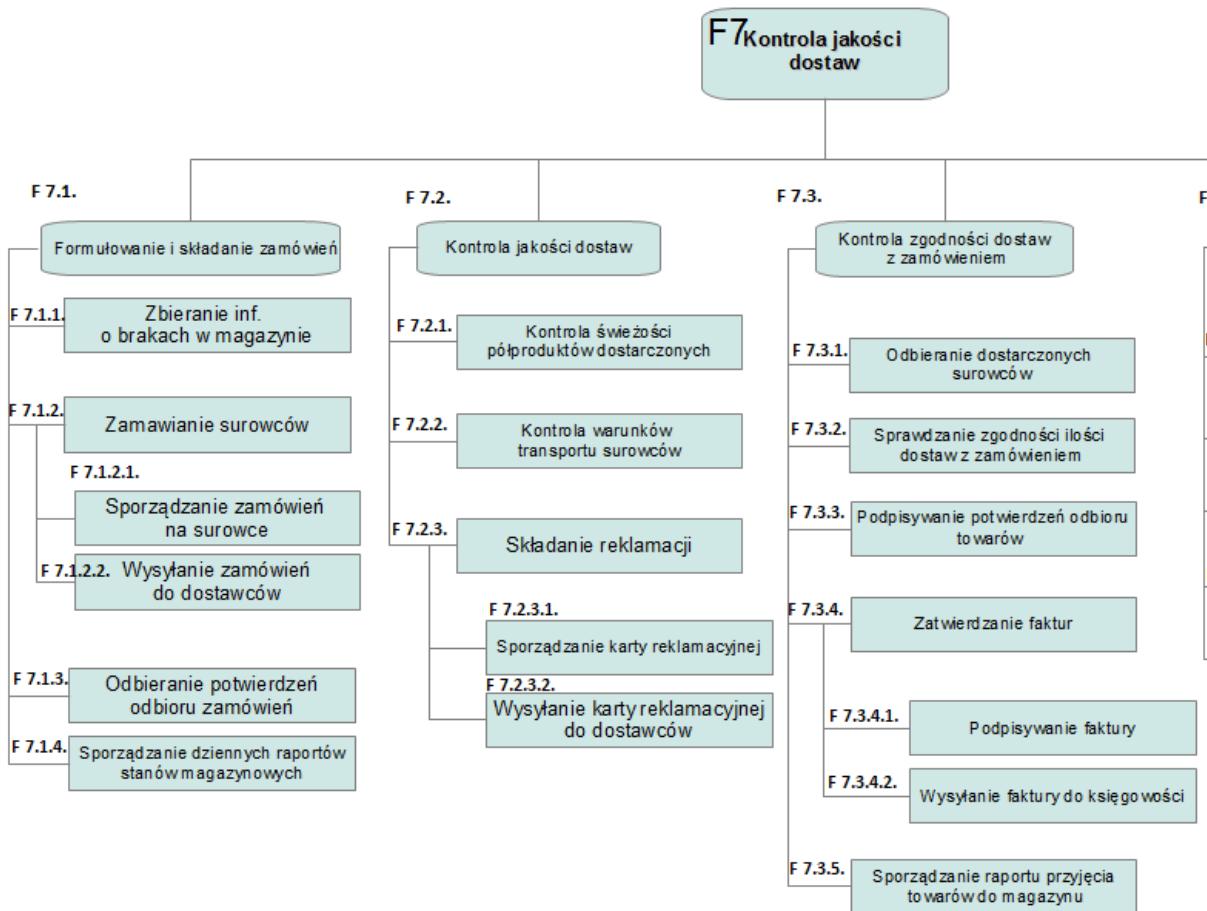 F7 Kontrola jakości
dostaw
F 7.1.
Formułowanie i składanie zamówień
F 7.1.1.
Zbieranie inf.
o brakach w magazynie
F 7.1.2.
Zamawianie surowców
F 7.1.2.1.
Sporządzanie zamówień
na surowce
F 7.1.2.2.
Wysyłanie zamówień
do dostawców
F 7.1.3.
Odbieranie potwierdzeń
odbioru zamówień
F 7.1.4.
Sporządzanie dziennych raportów
stanów magazynowych
F 7.2.
Kontrola jakości dostaw
F 7.2.1.
Kontrola świeżości
półproduktów dostarczonych
F 7.2.2.
Kontrola warunków
transportu surowców
F 7.2.3.
Składanie reklamacji
F 7.2.3.1.
Sporządzanie karty reklamacyjnej
F 7.2.3.2.
Wysyłanie karty reklamacyjnej
do dostawców
F 7.3.
Kontrola zgodności dostaw
z zamówieniem
F 7.3.1.
Odbieranie dostarczonych
surowców
F 7.3.2.
Sprawdzanie zgodności ilości
dostaw z zamówieniem
F 7.3.3.
Podpisywanie potwierdzeń odbioru
towarów
F 7.3.4.
Zatwierdzanie faktur
F 7.3.4.1.
Podpisywanie faktury
F 7.3.4.2.
Wysyłanie faktury do księgowości
F 7.3.5.
Sporządzanie raportu przyjęcia
towarów do magazynu